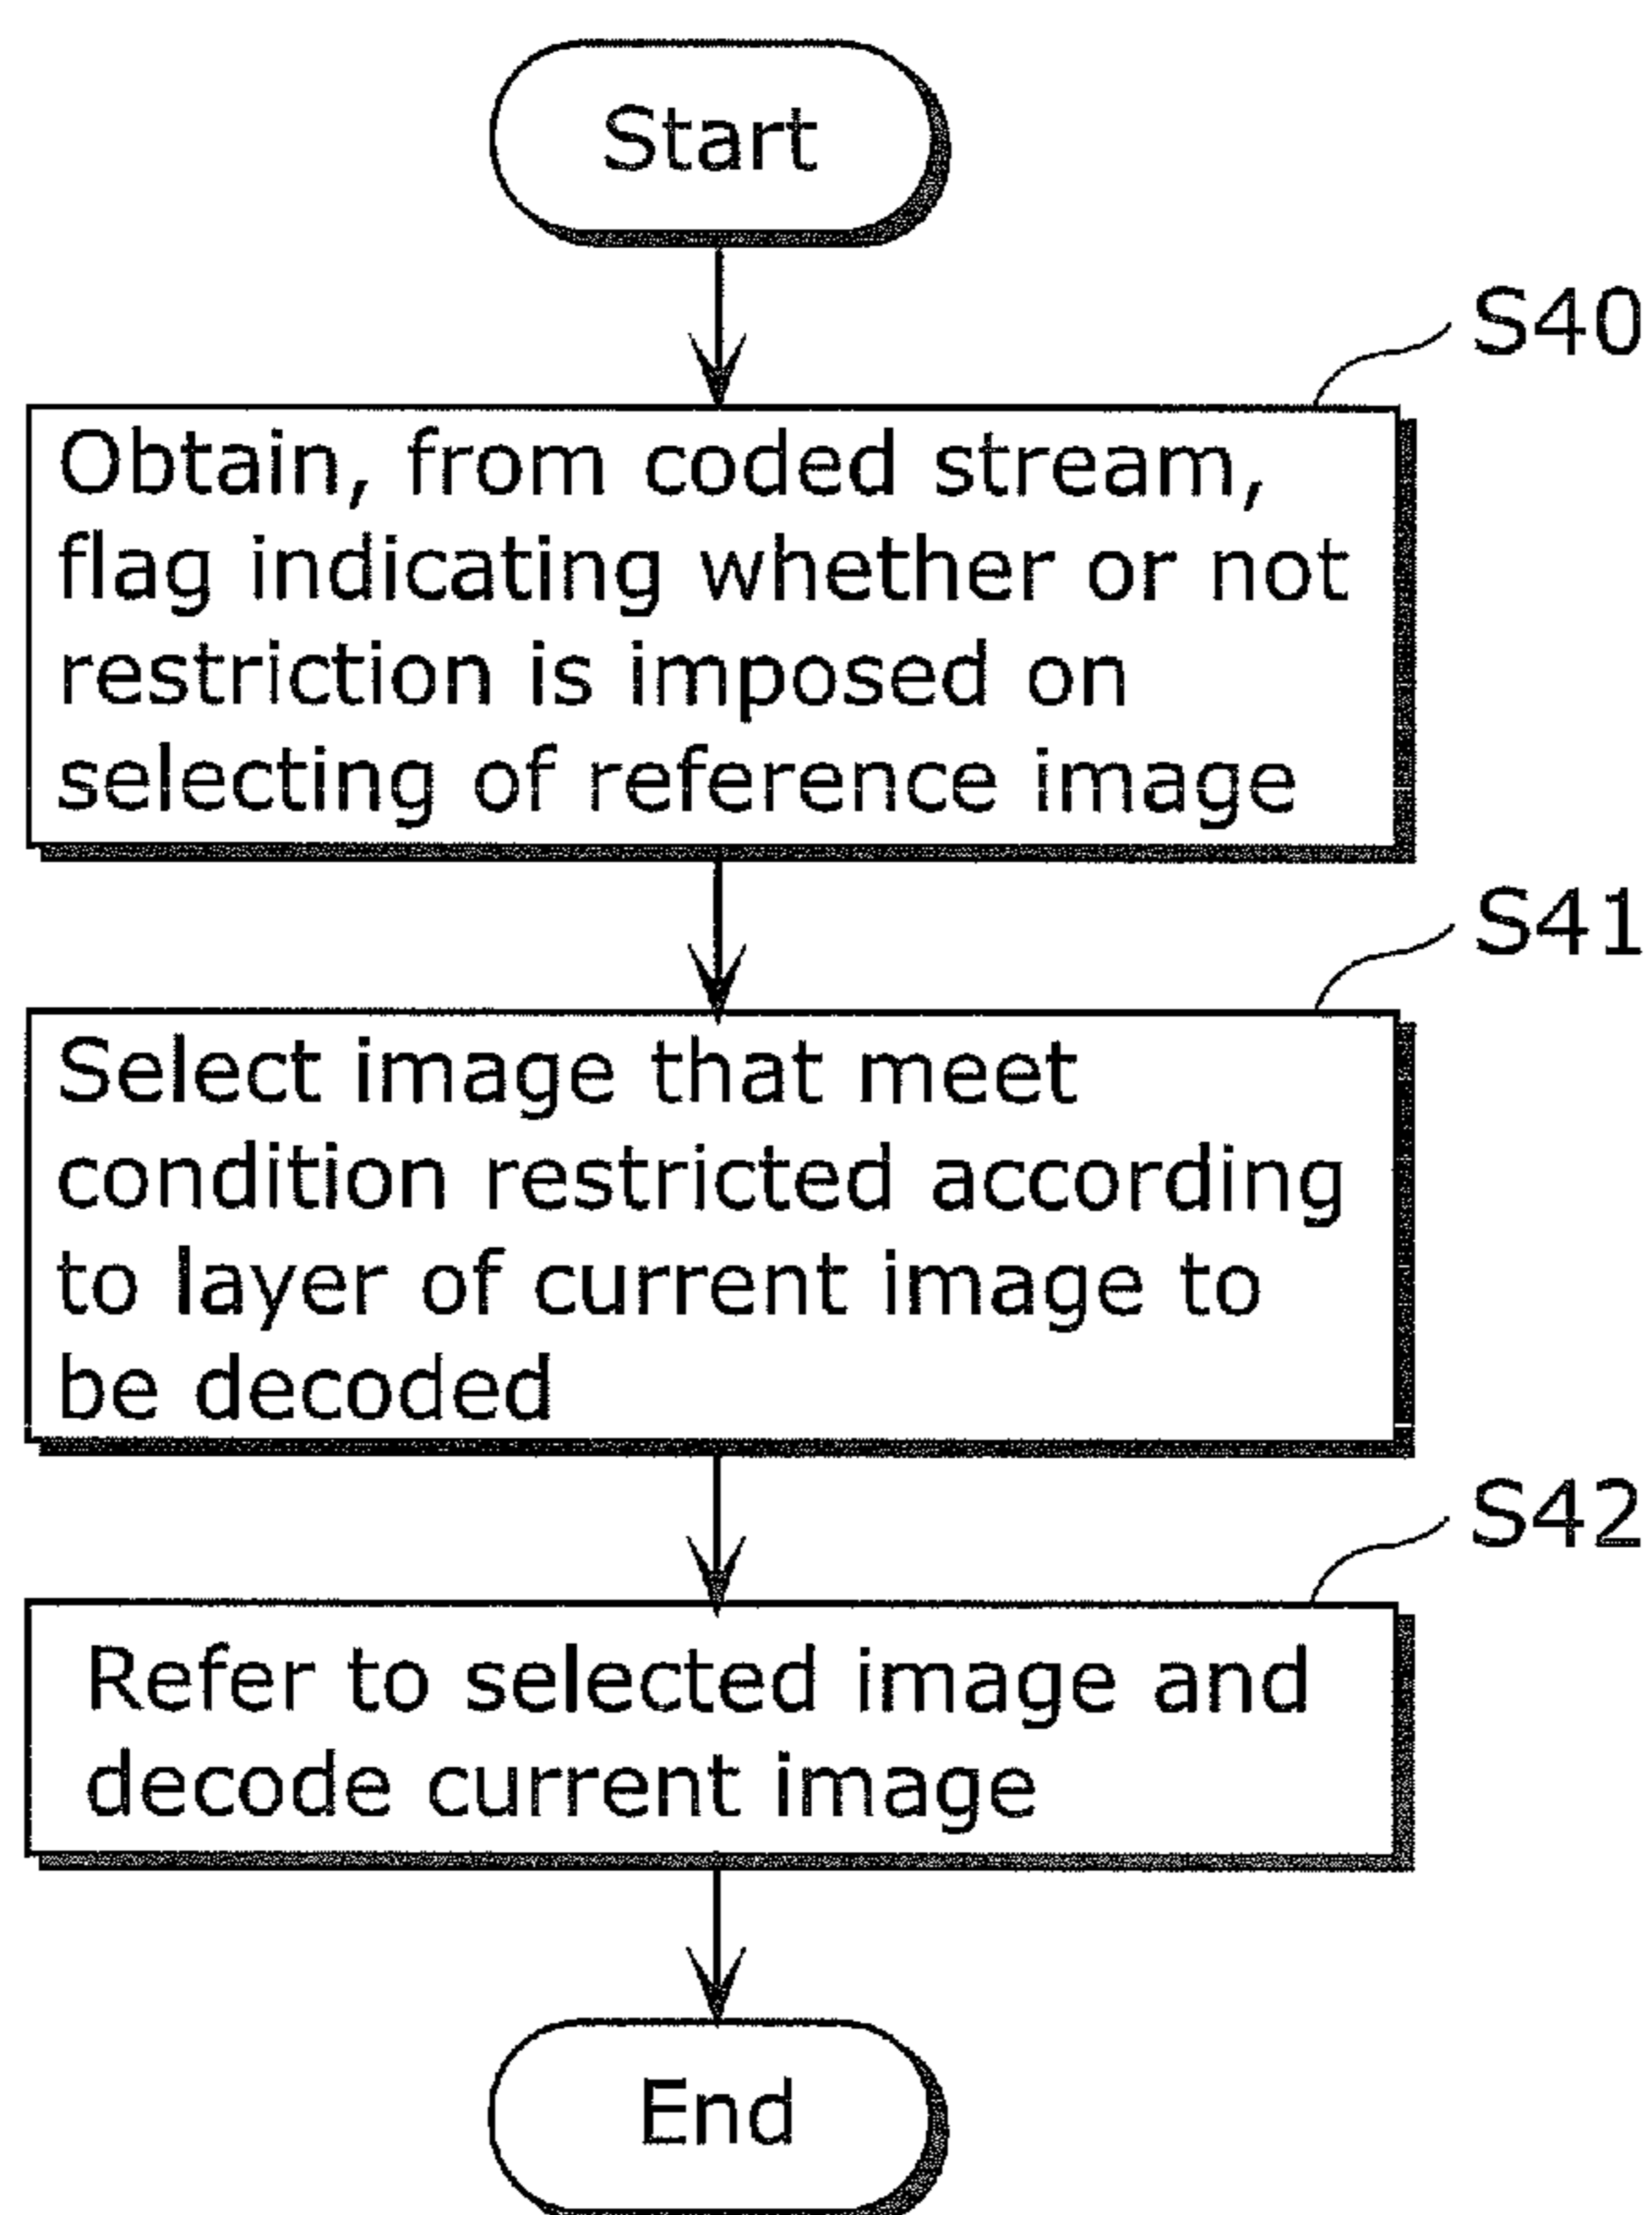 Start
S40
Obtain, from coded stream,
flag indicating whether or not
restriction is imposed on
selecting of reference image
S41
Select image that meet
condition restricted according
to layer of current image to
be decoded
S42
Refer to selected image and
decode current image
End